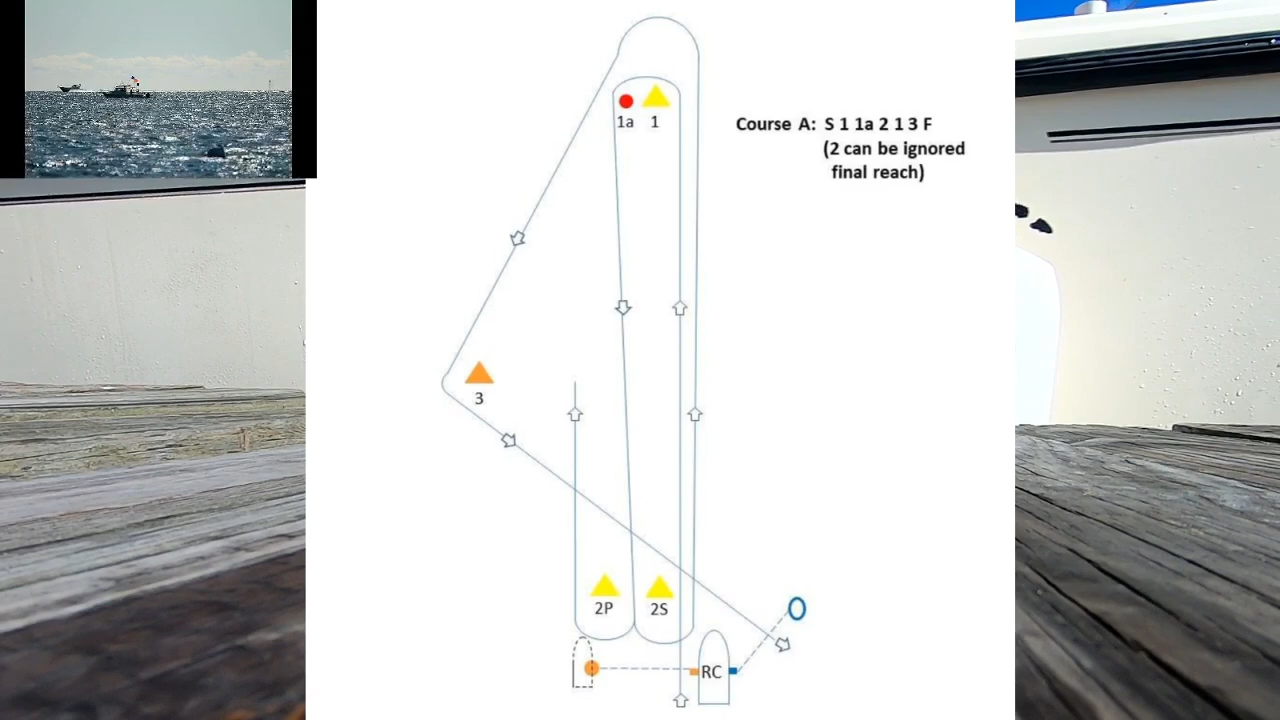 1a 1
Course A: S 1 1a 2 1 3 F
(2 can be ignored
final reach)
3
2P 2S
RC